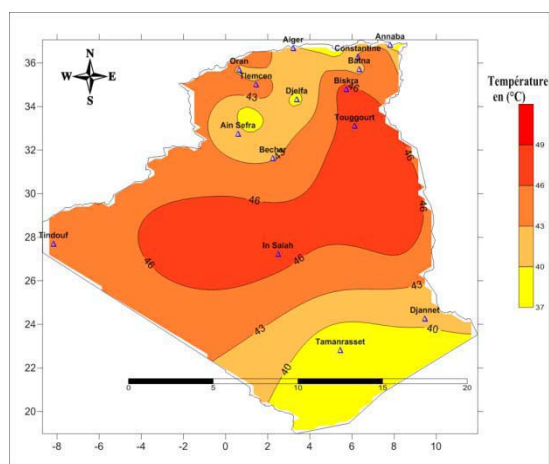 Alger
Annaba
36
N
Oran
Constantine
Batna
W E
Tlemceo
43
Biskra
46
Température
en (°C)
S
34
Djelfa
Ain Sefra
Touggourt
49
32
Bechar
43
46
30
46
46
28
Tindouf
46
In Salah
46
43
26
43
Djannet
40
24
43
40
37
Tamanrasset
22
40
0 5 10 15 20
20
-8 -6 -4 -2 0 2 4 6 8 10